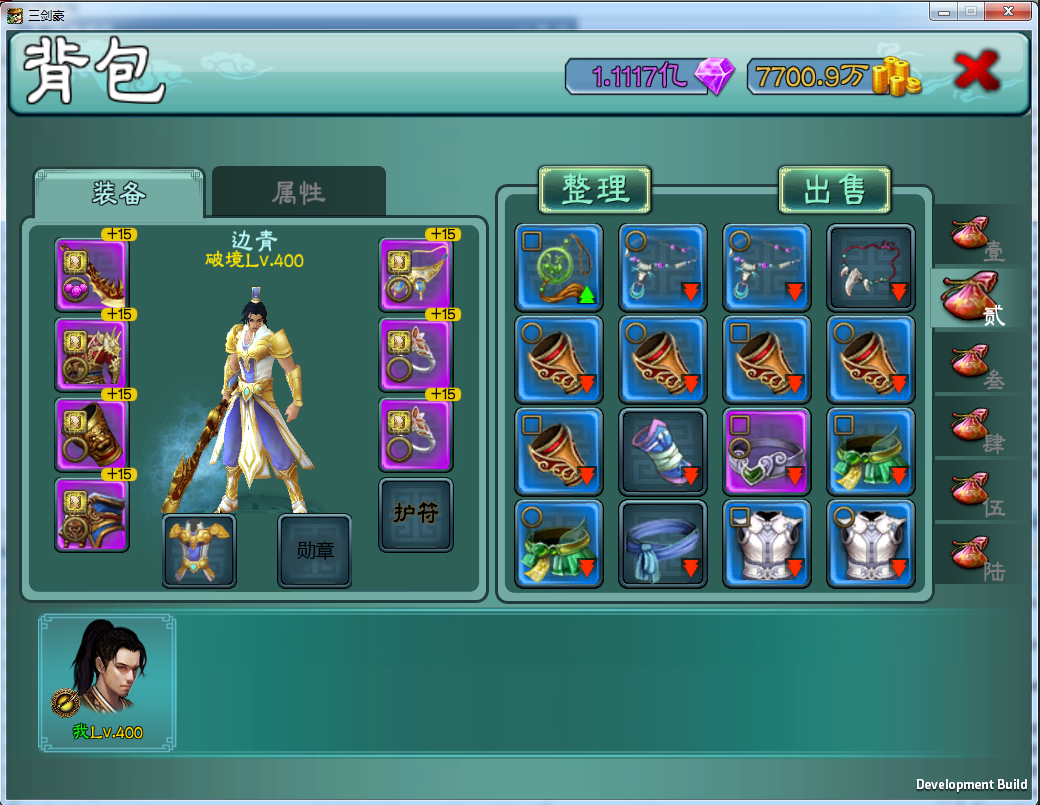 三剑豪
背包
1.1117亿
7700.9万
装备
属性
整理
出售
+15
+15
边青
破境Lv.400
+15
+15
+15
+15
+15
护符
勋章
壹
贰
叁
肆
伍
陆
我Lv.400
Development Build